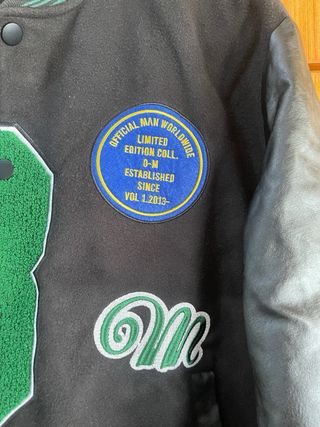 OFFICIAL MAN WORLDWIDE
LIMITED
EDITION COLL.
O-M
ESTABLISHED
SINCE
VOL 1.2013-
M